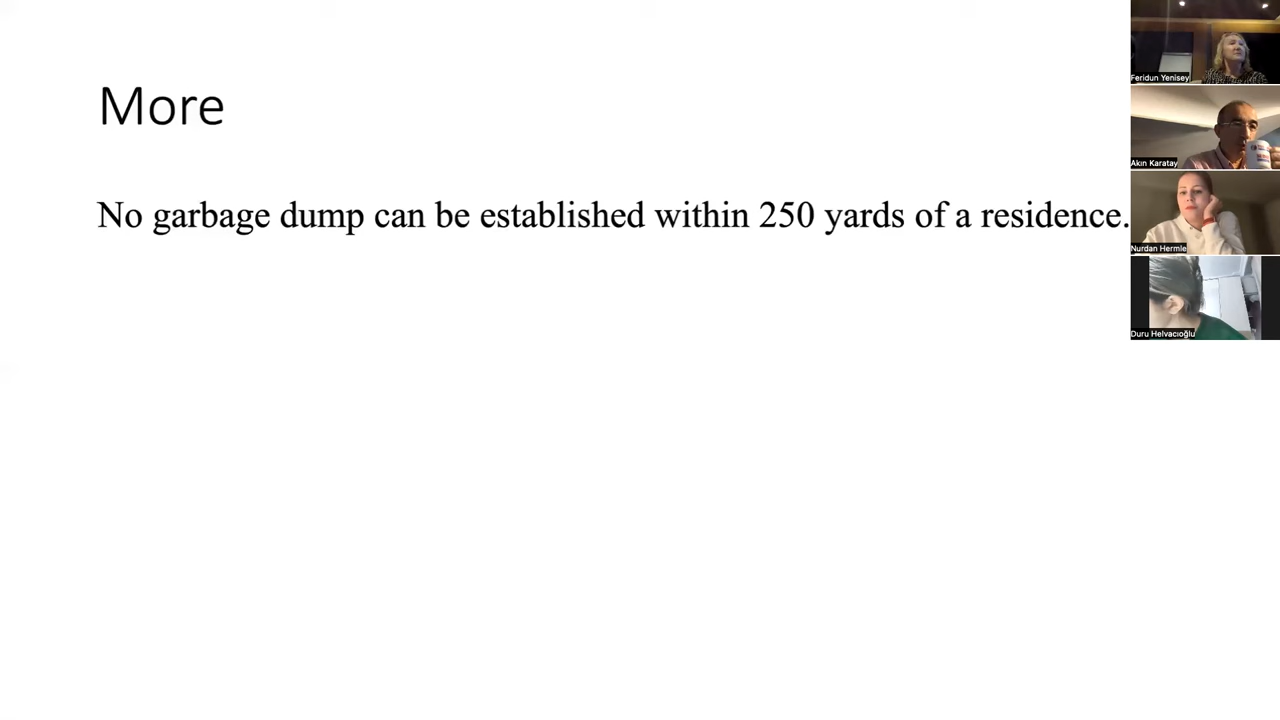 More
No garbage dump can be established within 250 yards of a residence.
Feridun Yenisey
Akın Karatay
Nurdan Hermle
Duru Helvacıoğlu